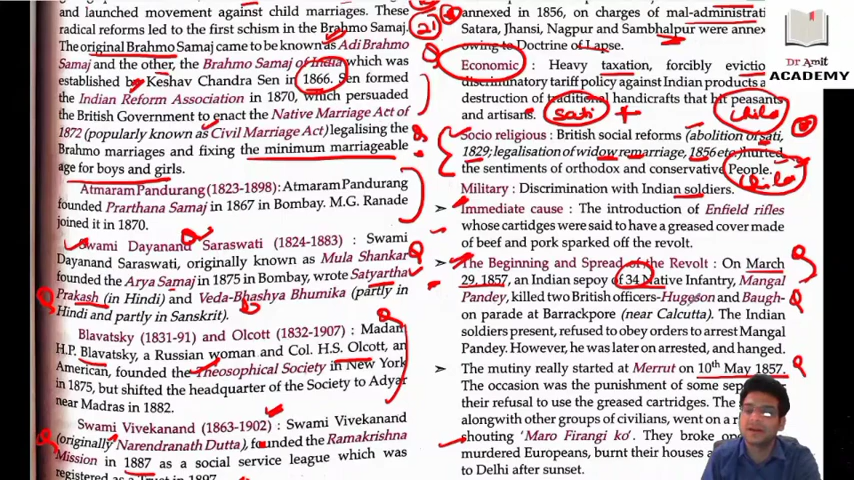 and launched movement against child marriages. These
radical reforms led to the first schism in the Brahmo Samaj.
The original Brahmo Samaj came to be known as Adi Brahmo
Samaj and the other, the Brahmo Samaj of India which was
established by Keshav Chandra Sen in 1866. Sen formed
the Indian Reform Association in 1870, which persuaded
the British Government to enact the Native Marriage Act of
1872 (popularly known as Civil Marriage Act) legalising the
Brahmo marriages and fixing the minimum marriageable
age for boys and girls.
Atmaram Pandurang (1823-1898): Atmaram Pandurang
founded Prarthana Samaj in 1867 in Bombay. M.G. Ranade
joined it in 1870.
Swami Dayanand Saraswati (1824-1883) : Swami
Dayanand Saraswati, originally known as Mula Shankar
founded the Arya Samaj in 1875 in Bombay, wrote Satyartha
Prakash (in Hindi) and Veda-Bhashya Bhumika (partly in
Hindi and partly in Sanskrit).
Blavatsky (1831-91) and Olcott (1832-1907) : Madam
H.P. Blavatsky, a Russian woman and Col. H.S. Olcott, an
American, founded the Theosophical Society in New York
in 1875, but shifted the headquarter of the Society to Adyar
near Madras in 1882.
Swami Vivekanand (1863-1902) : Swami Vivekanand
(originally Narendranath Dutta), founded the Ramakrishna
Mission in 1887 as a social service league which was
registered as a Trust in 1897.
annexed in 1856, on charges of mal-administrati
Satara, Jhansi, Nagpur and Sambhalpur were annex
owing to Doctrine of Lapse.
Economic : Heavy taxation, forcibly evictio
discriminatory tariff policy against Indian products a
destruction of traditional handicrafts that hit peasants
and artisans. Sati + child
Socio religious : British social reforms (abolition of sati,
1829; legalisation of widow remarriage, 1856 etc.) hurted
the sentiments of orthodox and conservative People.
Military : Discrimination with Indian soldiers.
➢ Immediate cause : The introduction of Enfield rifles
whose cartidges were said to have a greased cover made
of beef and pork sparked off the revolt.
➢ The Beginning and Spread of the Revolt : On March
29, 1857, an Indian sepoy of 34 Native Infantry, Mangal
Pandey, killed two British officers-Hugeson and Baugh-
on parade at Barrackpore (near Calcutta). The Indian
soldiers present, refused to obey orders to arrest Mangal
Pandey. However, he was later on arrested, and hanged.
➢ The mutiny really started at Merrut on 10th May 1857.
The occasion was the punishment of some sep
their refusal to use the greased cartridges. The s
alongwith other groups of civilians, went on a r
shouting 'Maro Firangi ko'. They broke op
murdered Europeans, burnt their houses a
to Delhi after sunset.
Dr Amit
ACADEMY